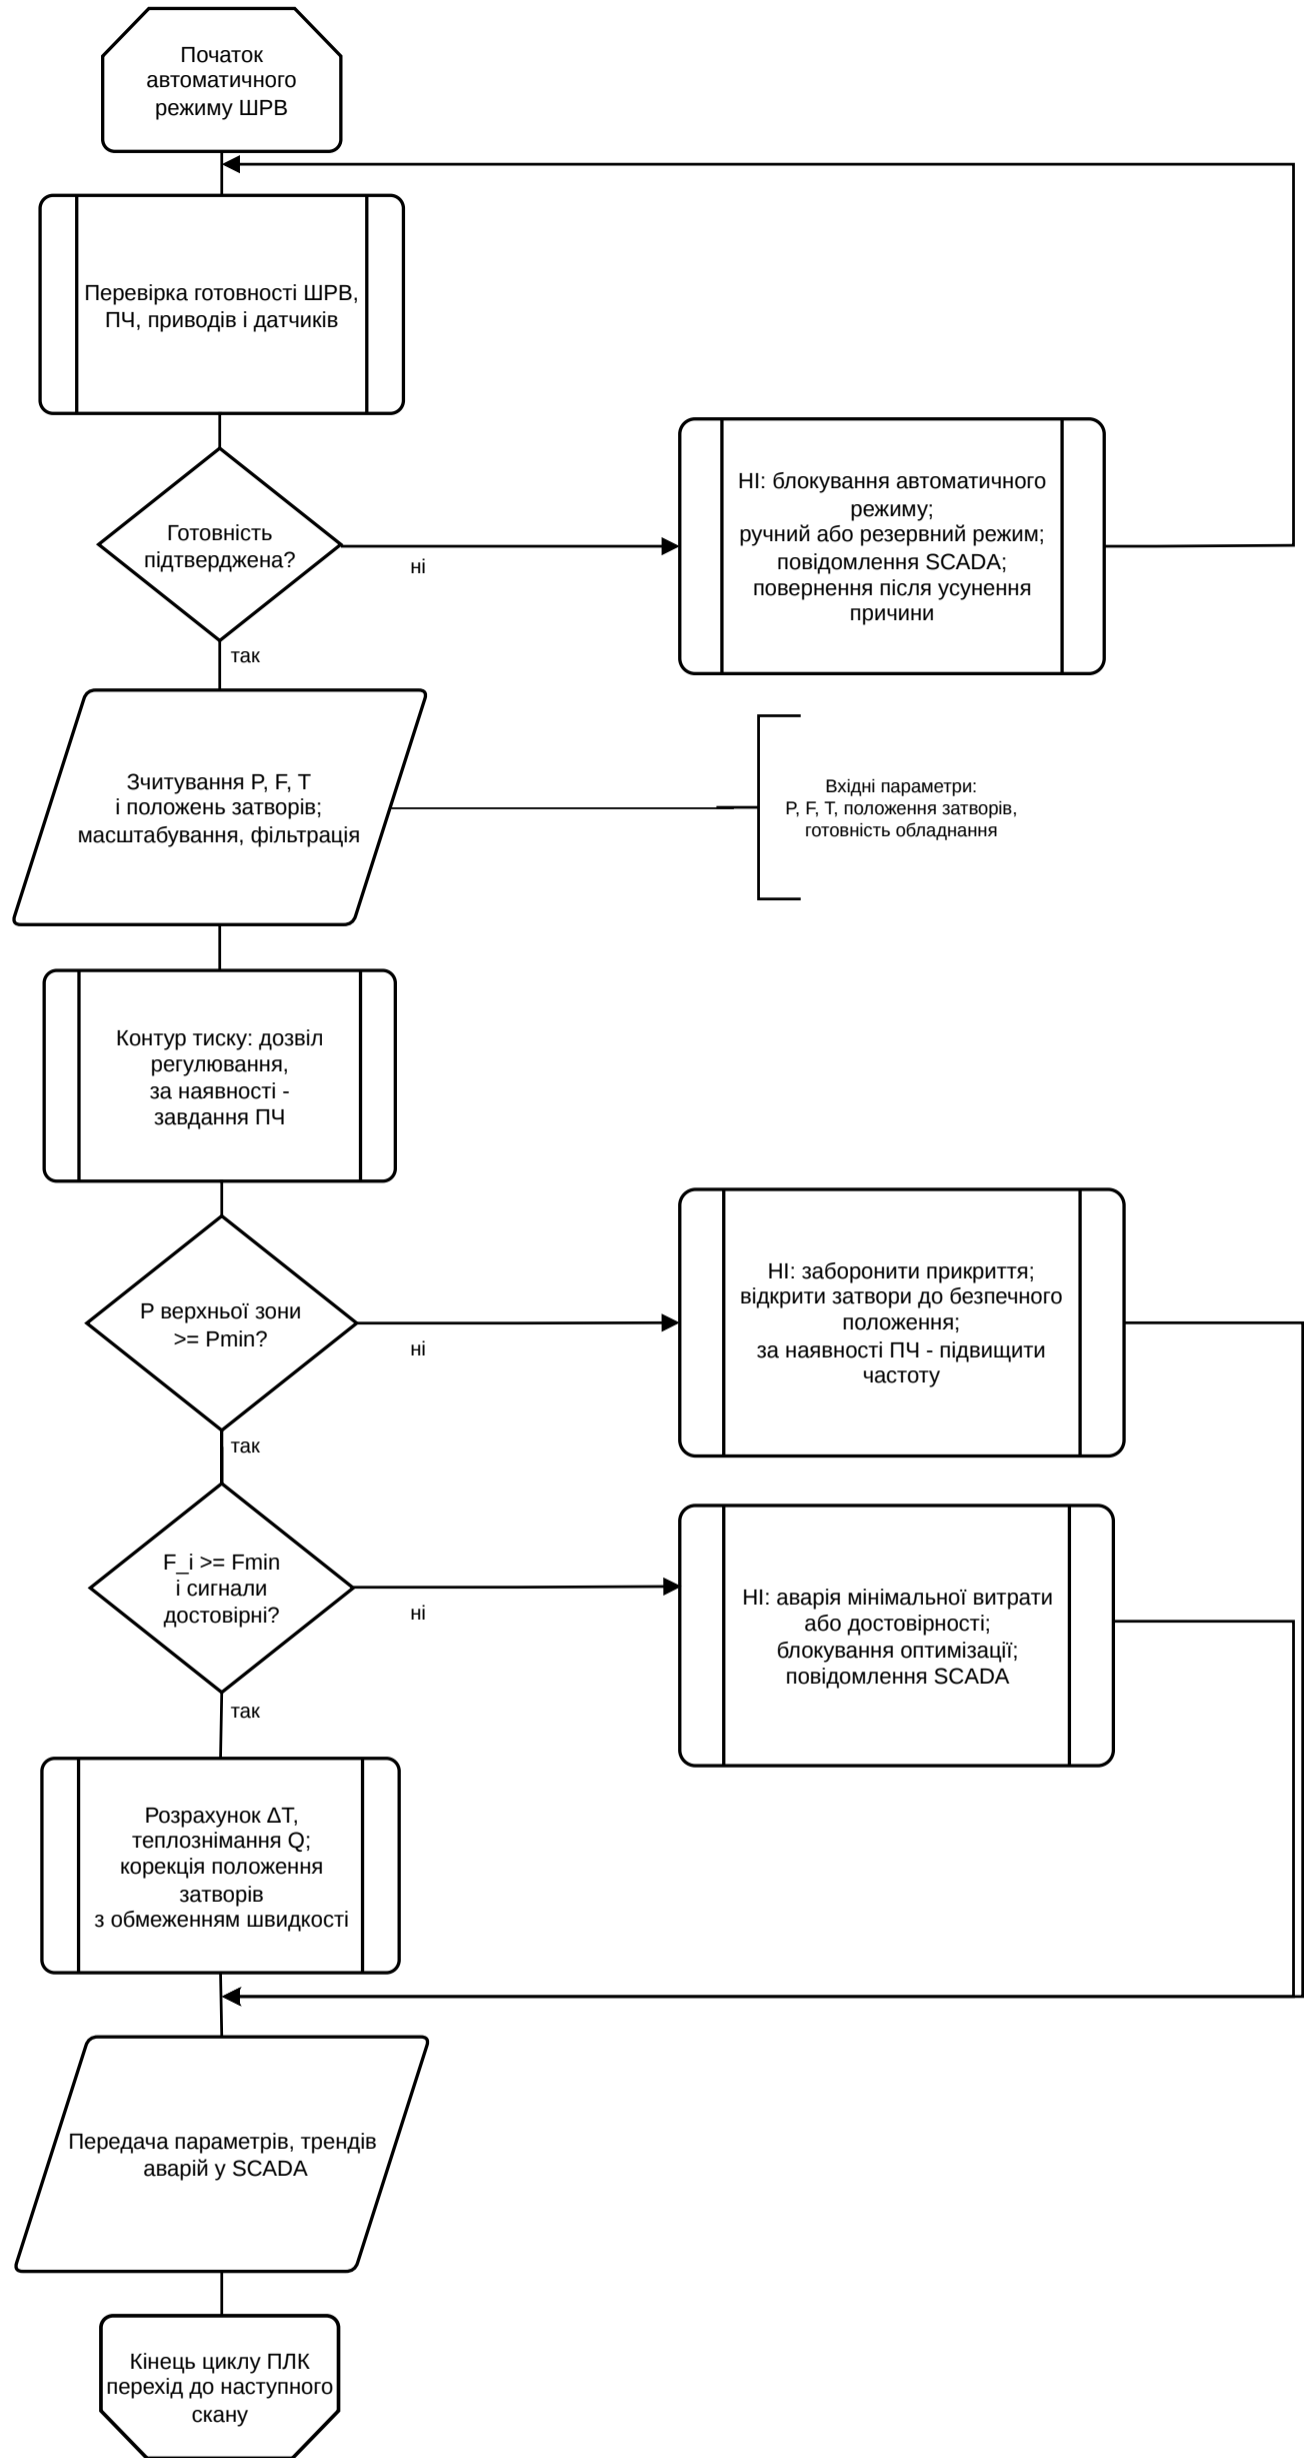 Початок
автоматичного
режиму ШРВ
Перевірка готовності ШРВ,
ПЧ, приводів і датчиків
Готовність
підтверджена?
ні
НІ: блокування автоматичного
режиму;
ручний або резервний режим;
повідомлення SCADA;
повернення після усунення
причини
так
Зчитування P, F, T
і положень затворів;
масштабування, фільтрація
Вхідні параметри:
P, F, T, положення затворів,
готовність обладнання
Контур тиску: дозвіл
регулювання,
за наявності -
завдання ПЧ
P верхньої зони
>= Pmin?
ні
НІ: заборонити прикриття;
відкрити затвори до безпечного
положення;
за наявності ПЧ - підвищити
частоту
так
F_i >= Fmin
і сигнали
достовірні?
ні
НІ: аварія мінімальної витрати
або достовірності;
блокування оптимізації;
повідомлення SCADA
так
Розрахунок ΔT,
теплознімання Q;
корекція положення
затворів
з обмеженням швидкості
Передача параметрів, трендів
аварій у SCADA
Кінець циклу ПЛК
перехід до наступного
скану